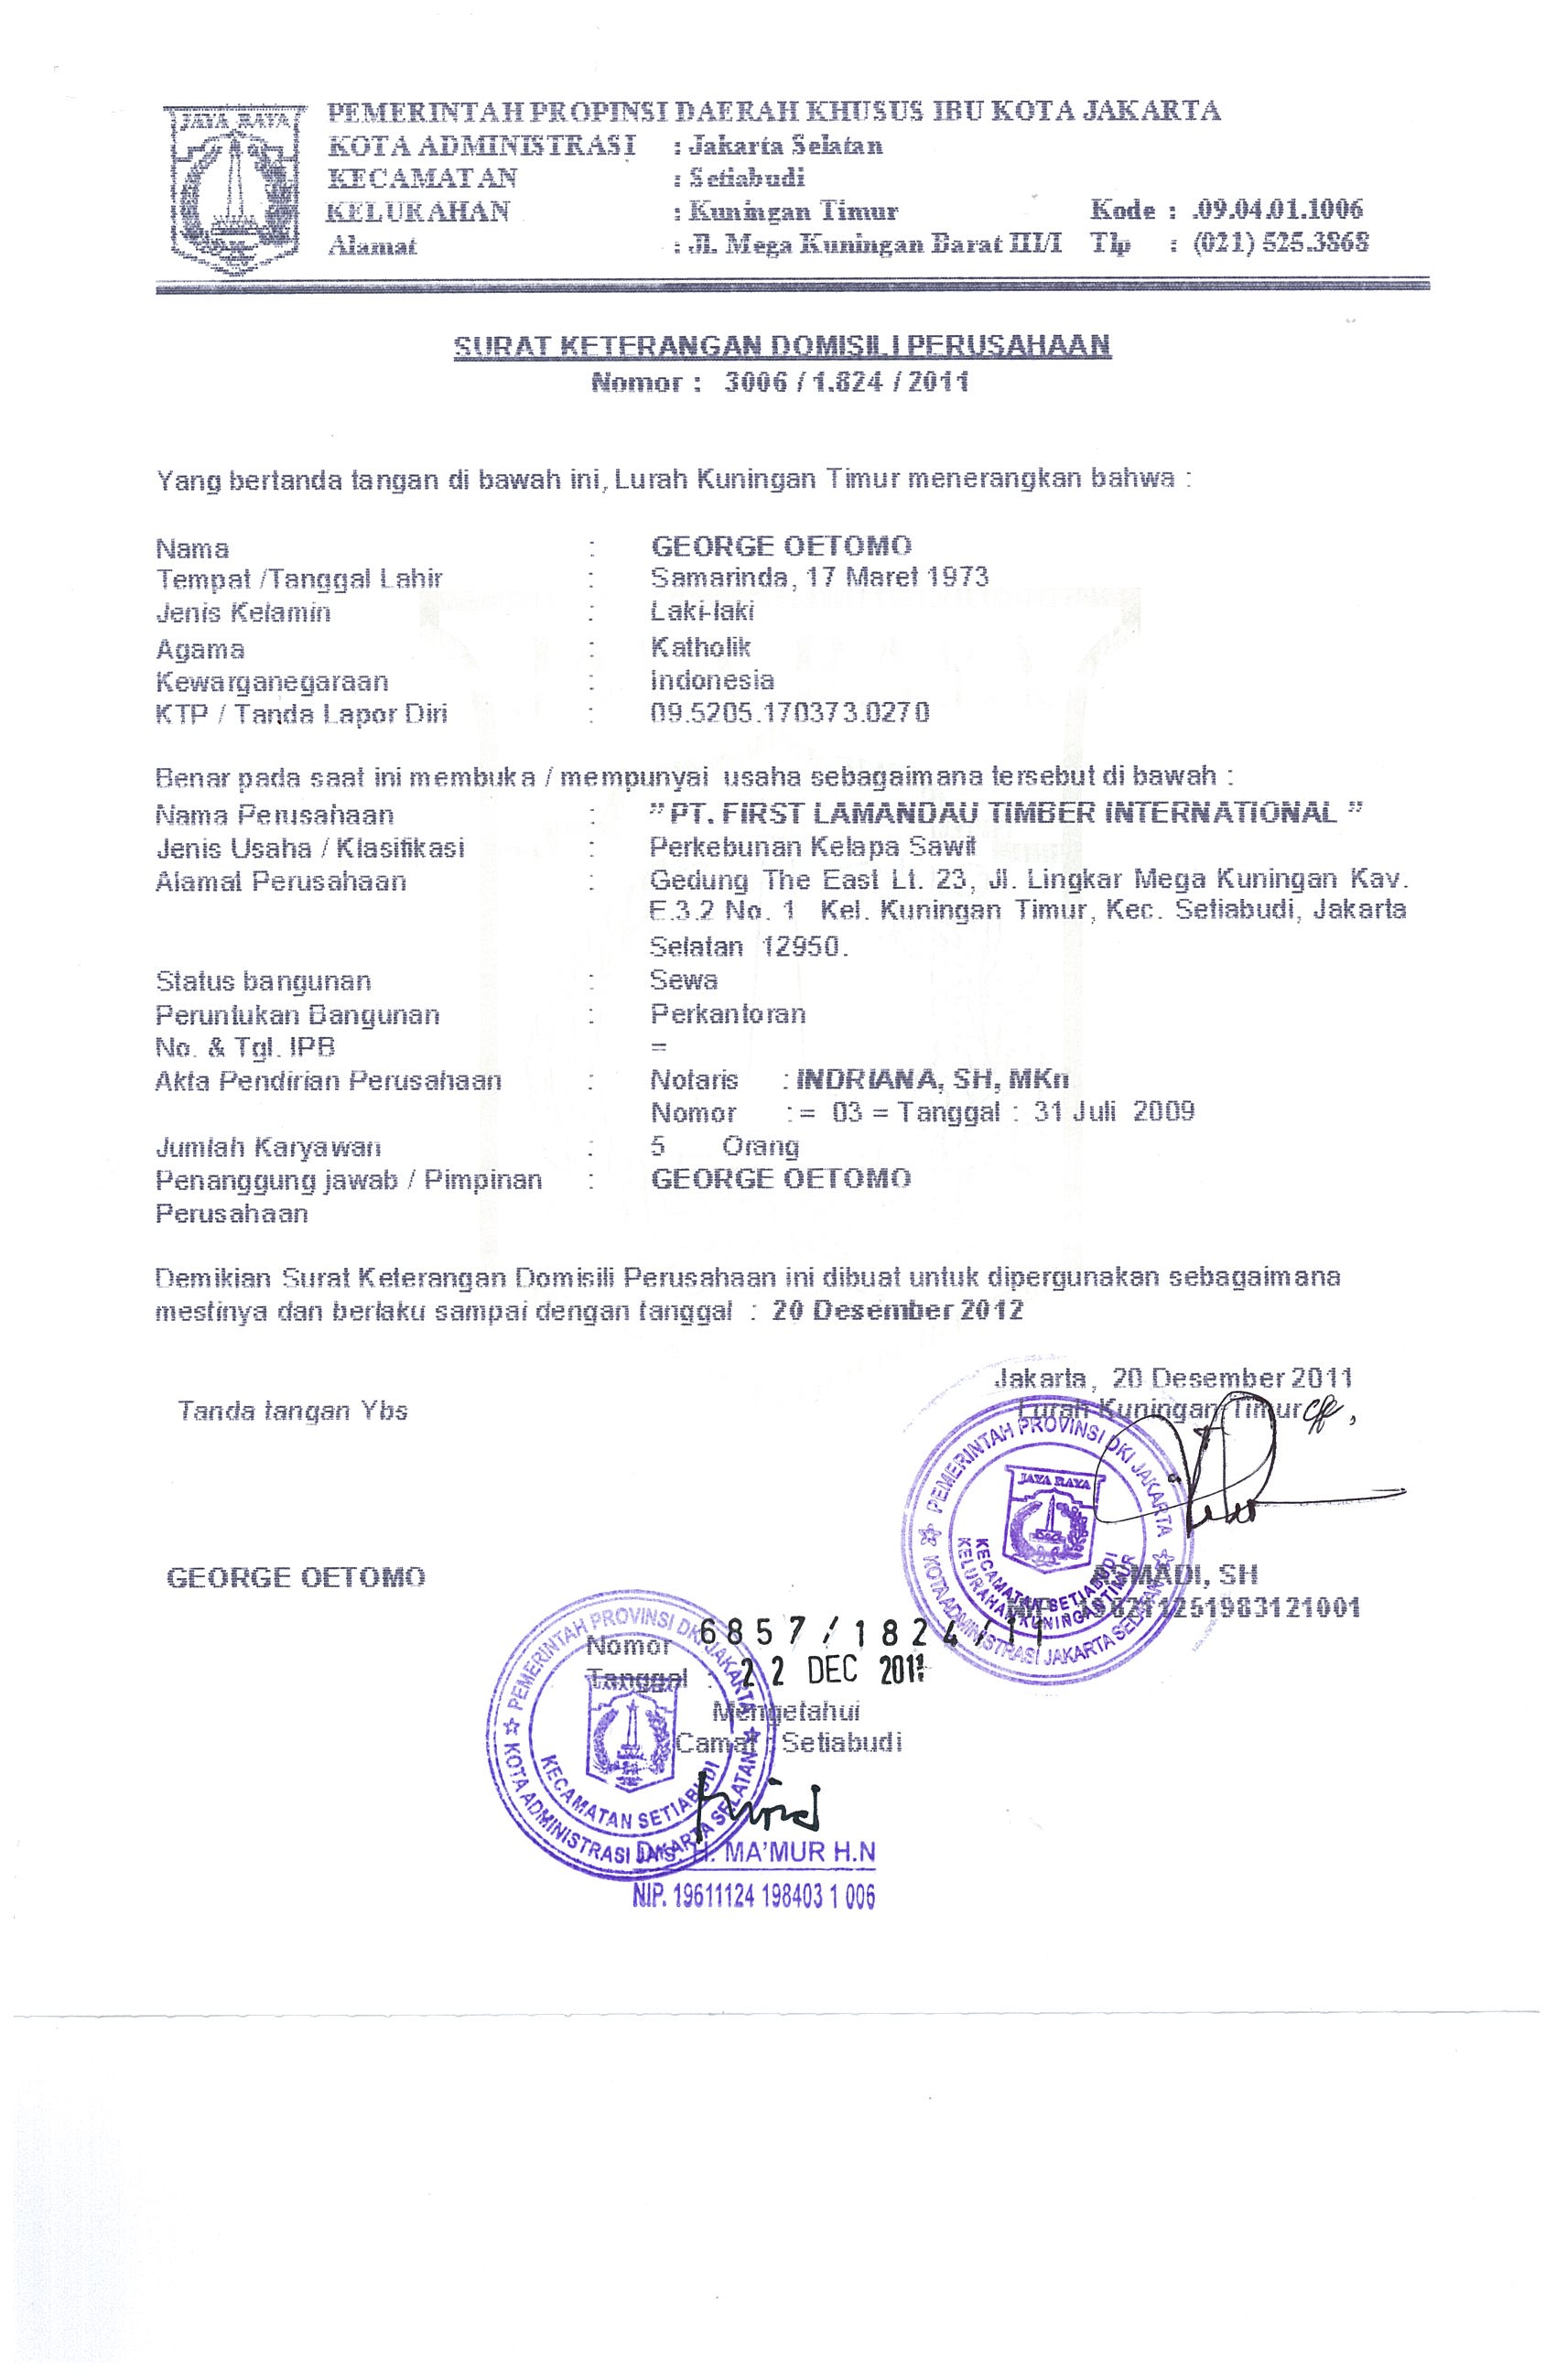 JAYA RAYA
PEMERINTAH PROPINSI DAERAH KHUSUS IBU KOTA JAKARTA
KOTA ADMINISTRASI : Jakarta Selatan
KECAMATAN : Setiabudi
KELURAHAN : Kuningan Timur Kode : .09.04.01.1006
Alamat : Jl. Mega Kuningan Barat III/I Tlp : (021) 525.3868
SURAT KETERANGAN DOMISILI PERUSAHAAN
Nomor : 3006 / 1.824 / 2011
Yang bertanda tangan di bawah ini, Lurah Kuningan Timur menerangkan bahwa :
Nama : GEORGE OETOMO
Tempat /Tanggal Lahir : Samarinda, 17 Maret 1973
Jenis Kelamin : Laki-laki
Agama : Katholik
Kewarganegaraan : Indonesia
KTP / Tanda Lapor Diri : 09.5205.170373.0270
Benar pada saat ini membuka / mempunyai usaha sebagaimana tersebut di bawah :
Nama Perusahaan : ” PT. FIRST LAMANDAU TIMBER INTERNATIONAL ”
Jenis Usaha / Klasifikasi : Perkebunan Kelapa Sawit
Alamat Perusahaan : Gedung The East Lt. 23, Jl. Lingkar Mega Kuningan Kav.
E.3.2 No. 1 Kel. Kuningan Timur, Kec. Setiabudi, Jakarta
Selatan 12950.
Status bangunan : Sewa
Peruntukan Bangunan : Perkantoran
No. & Tgl. IPB =
Akta Pendirian Perusahaan : Notaris : INDRIANA, SH, MKn
Nomor : = 03 = Tanggal : 31 Juli 2009
Jumlah Karyawan : 5 Orang
Penanggung jawab / Pimpinan : GEORGE OETOMO
Perusahaan
Demikian Surat Keterangan Domisili Perusahaan ini dibuat untuk dipergunakan sebagaimana
mestinya dan berlaku sampai dengan tanggal : 20 Desember 2012
Jakarta, 20 Desember 2011
Tanda tangan Ybs Lurah Kuningan Timur,
PEMERINTAH PROVINSI DKI JAKARTA
JAYA RAYA
KECAMATAN SETIABUDI
KELURAHAN KUNINGAN TIMUR
KOTA ADMINISTRASI JAKARTA SELATAN
GEORGE OETOMO ASMADI, SH
NIP. 196211251983121001
PEMERINTAH PROVINSI DKI JAKARTA
Nomor 6857/1824/11
Tanggal : 22 DEC 2011
Mengetahui
Camat Setiabudi
KECAMATAN SETIABUDI
KOTA ADMINISTRASI JAKARTA SELATAN
Drs. H. MA'MUR H.N
NIP. 19611124 198403 1 006